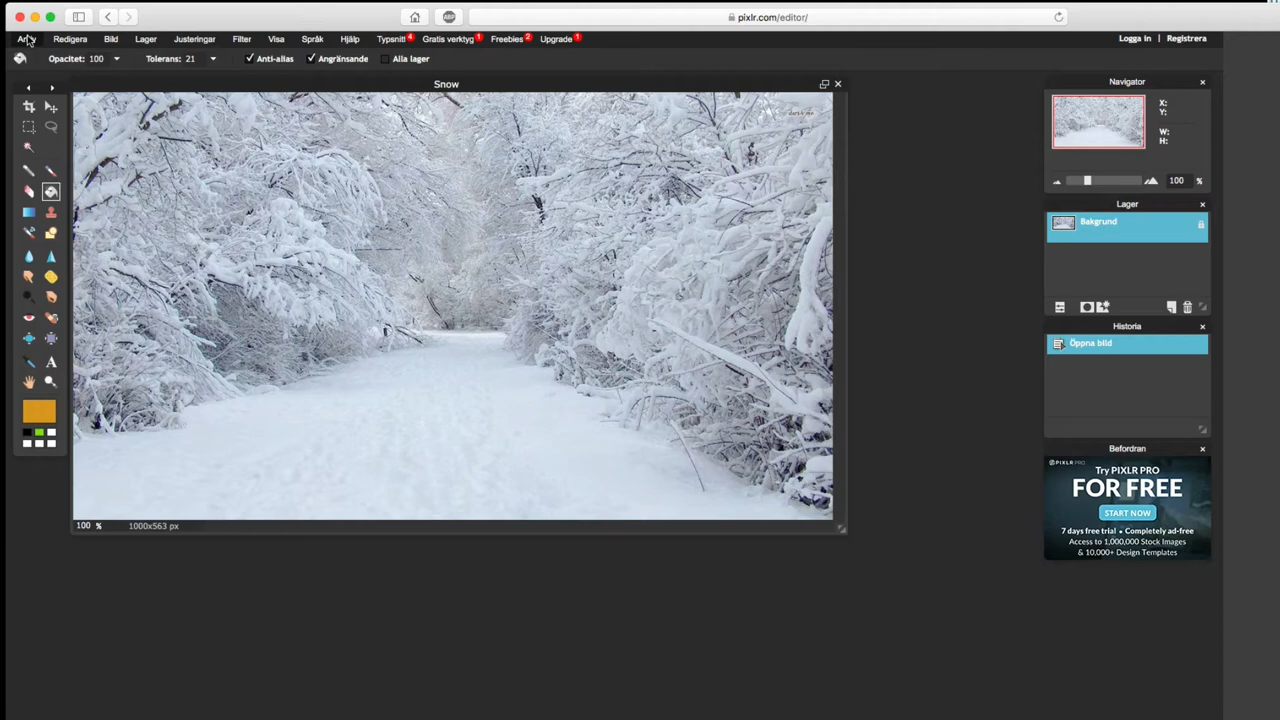 pixlr.com/editor/
Arkiv Redigera Bild Lager Justeringar Filter Visa Språk Hjälp Typsnitt 4 Gratis verktyg 1 Freebies 2 Upgrade 1 Logga in | Registrera
Opacitet: 100 Tolerans: 21 Anti-alias Angränsande Alla lager
Snow
100 % 1000x563 px
Navigator
X:
Y:
W:
H:
100 %
Lager
Bakgrund
Historia
Öppna bild
Befordran
PIXLR PRO
Try PIXLR PRO
FOR FREE
START NOW
7 days free trial • Completely ad-free
Access to 1,000,000 Stock Images
& 10,000+ Design Templates
ABP
A